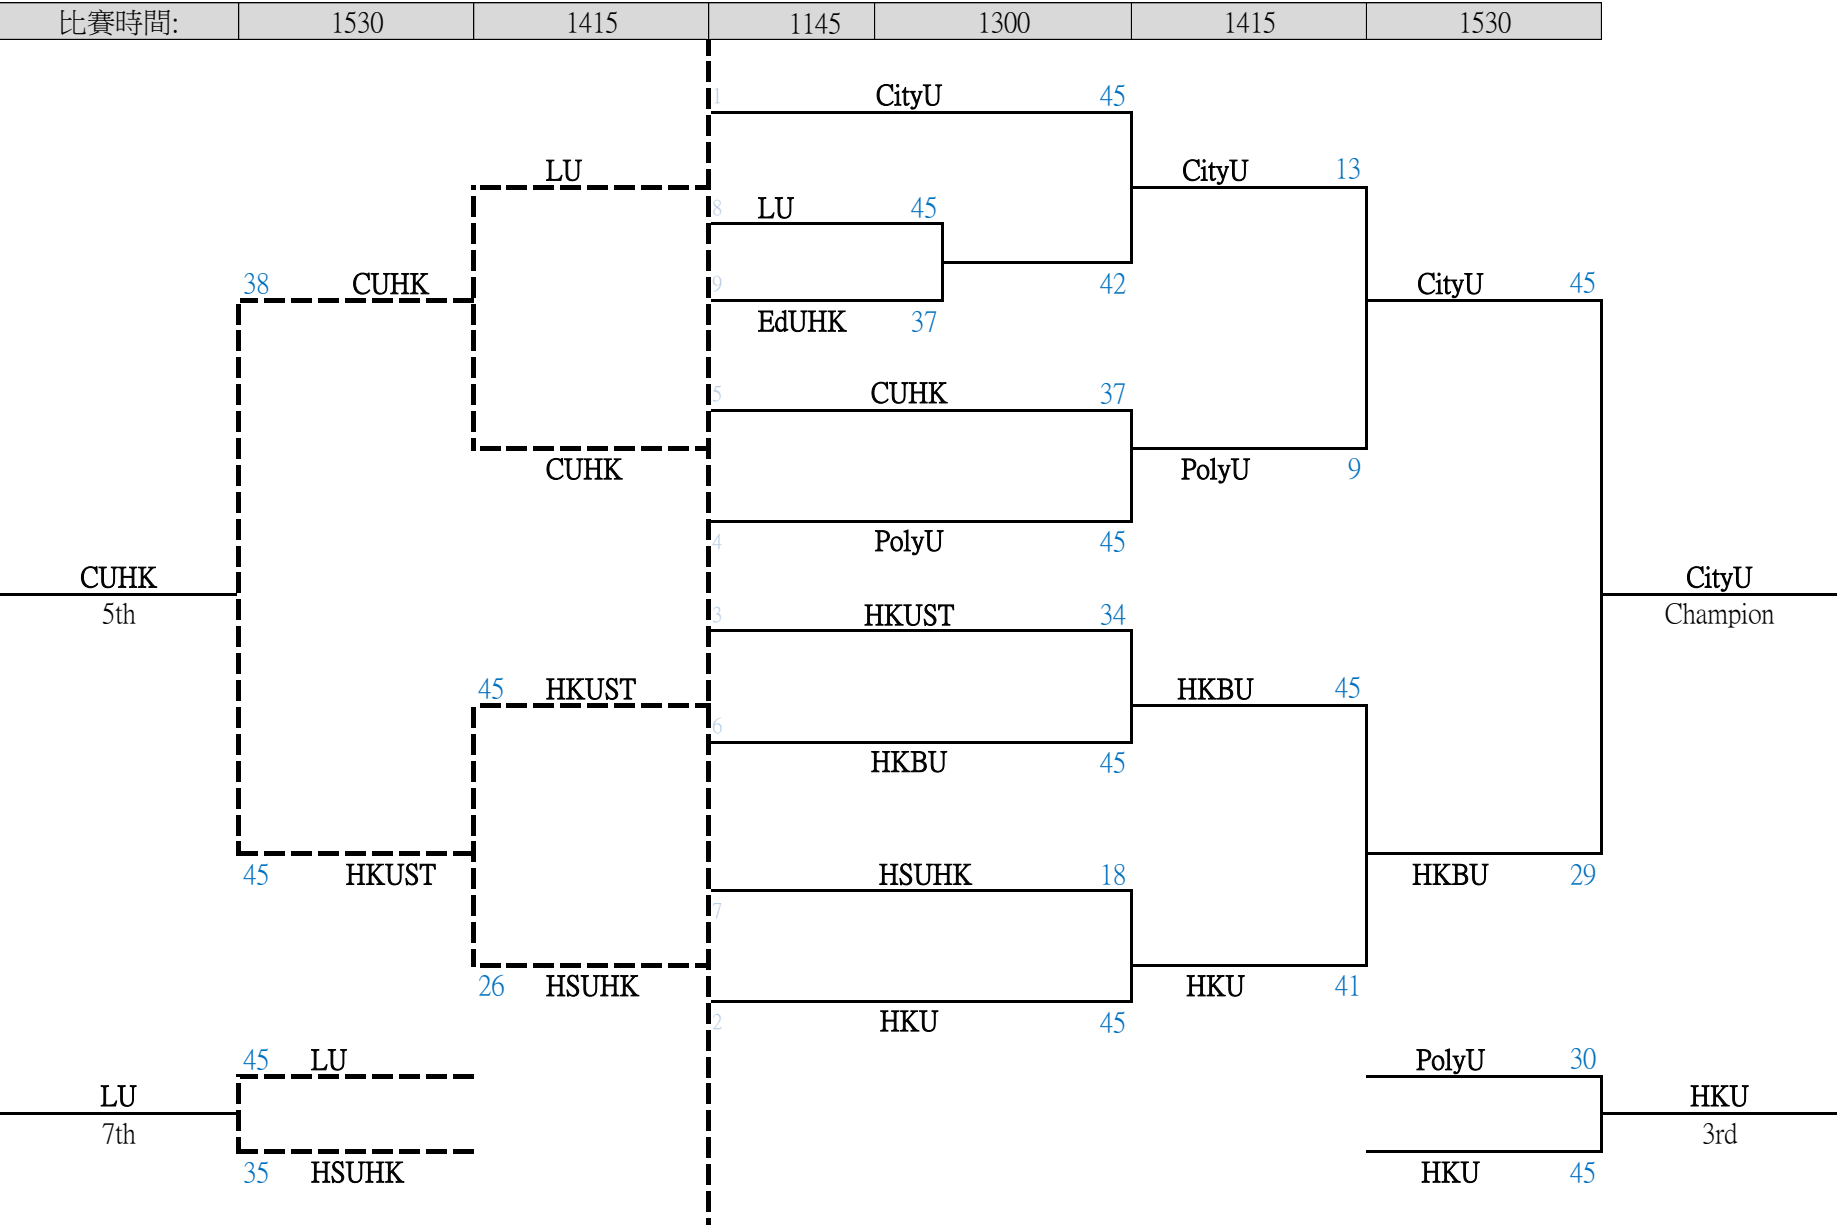 比賽時間: 1530 1415 1145 1300 1415 1530
1 CityU 45
LU CityU 13
8 LU 45
38 CUHK 9 42 CityU 45
EdUHK 37
5 CUHK 37
CUHK PolyU 9
4 PolyU 45
CUHK CityU
5th 3 HKUST 34 Champion
45 HKUST HKBU 45
6
HKBU 45
45 HKUST HSUHK 18 HKBU 29
7
26 HSUHK HKU 41
2 HKU 45
45 LU PolyU 30
LU HKU
7th 3rd
35 HSUHK HKU 45